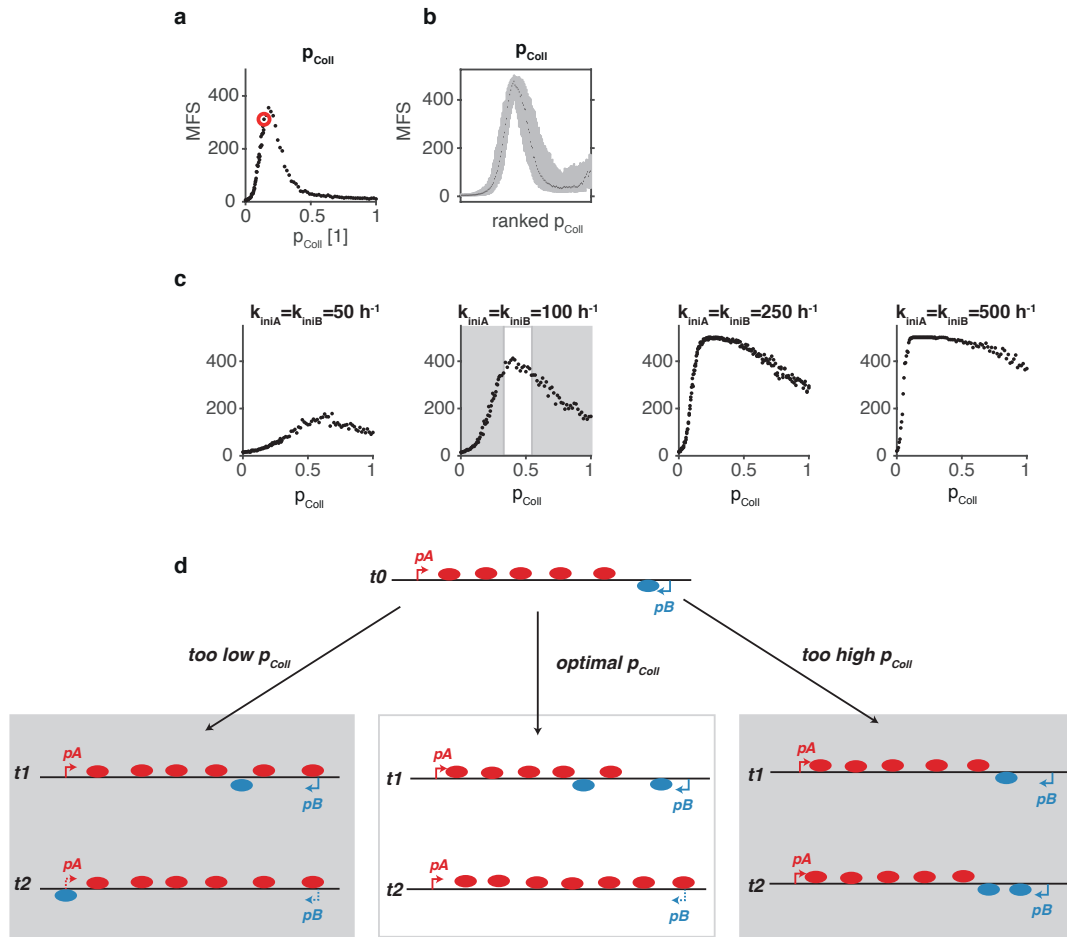 a
b
p_Coll
p_Coll
MFS
400
200
0
0
0.5
1
p_Coll [1]
MFS
400
200
0
ranked p_Coll
c
k_iniA=k_iniB=50 h⁻¹
k_iniA=k_iniB=100 h⁻¹
k_iniA=k_iniB=250 h⁻¹
k_iniA=k_iniB=500 h⁻¹
400
200
0
0
0.5
1
p_Coll
400
200
0
0
0.5
1
p_Coll
400
200
0
0
0.5
1
p_Coll
400
200
0
0
0.5
1
p_Coll
d
t0
pA
pB
too low p_Coll
optimal p_Coll
too high p_Coll
t1
pA
pB
t2
pA
pB
t1
pA
pB
t2
pA
pB
t1
pA
pB
t2
pA
pB